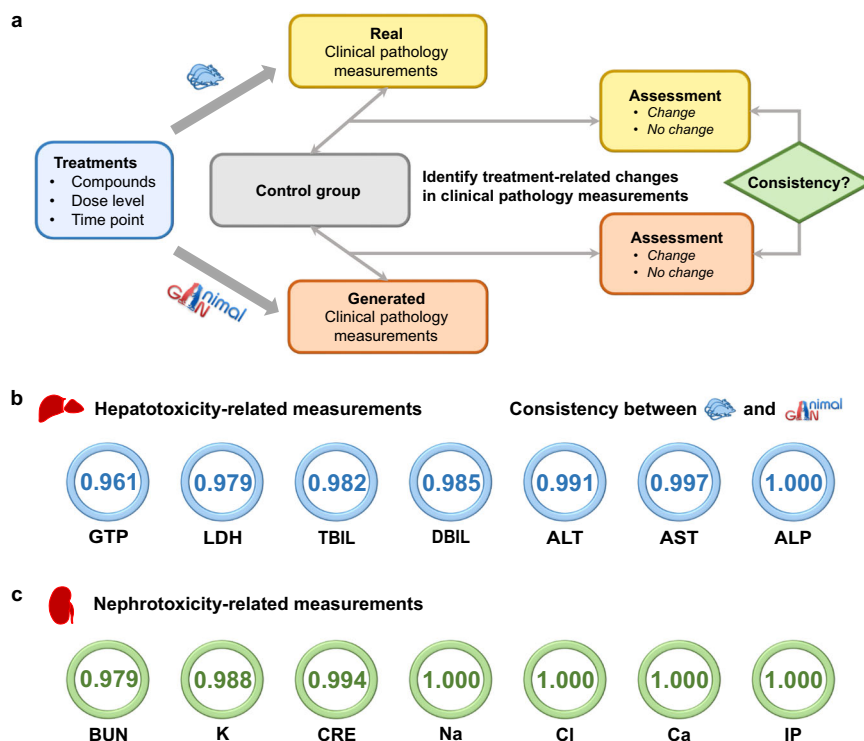 a
Real
Clinical pathology
measurements
Treatments
• Compounds
• Dose level
• Time point
Control group
Identify treatment-related changes
in clinical pathology measurements
Assessment
• Change
• No change
Consistency?
Assessment
• Change
• No change
AnimalGAN
Generated
Clinical pathology
measurements
b
Hepatotoxicity-related measurements
Consistency between and AnimalGAN
0.961 0.979 0.982 0.985 0.991 0.997 1.000
GTP LDH TBIL DBIL ALT AST ALP
c
Nephrotoxicity-related measurements
0.979 0.988 0.994 1.000 1.000 1.000 1.000
BUN K CRE Na Cl Ca IP